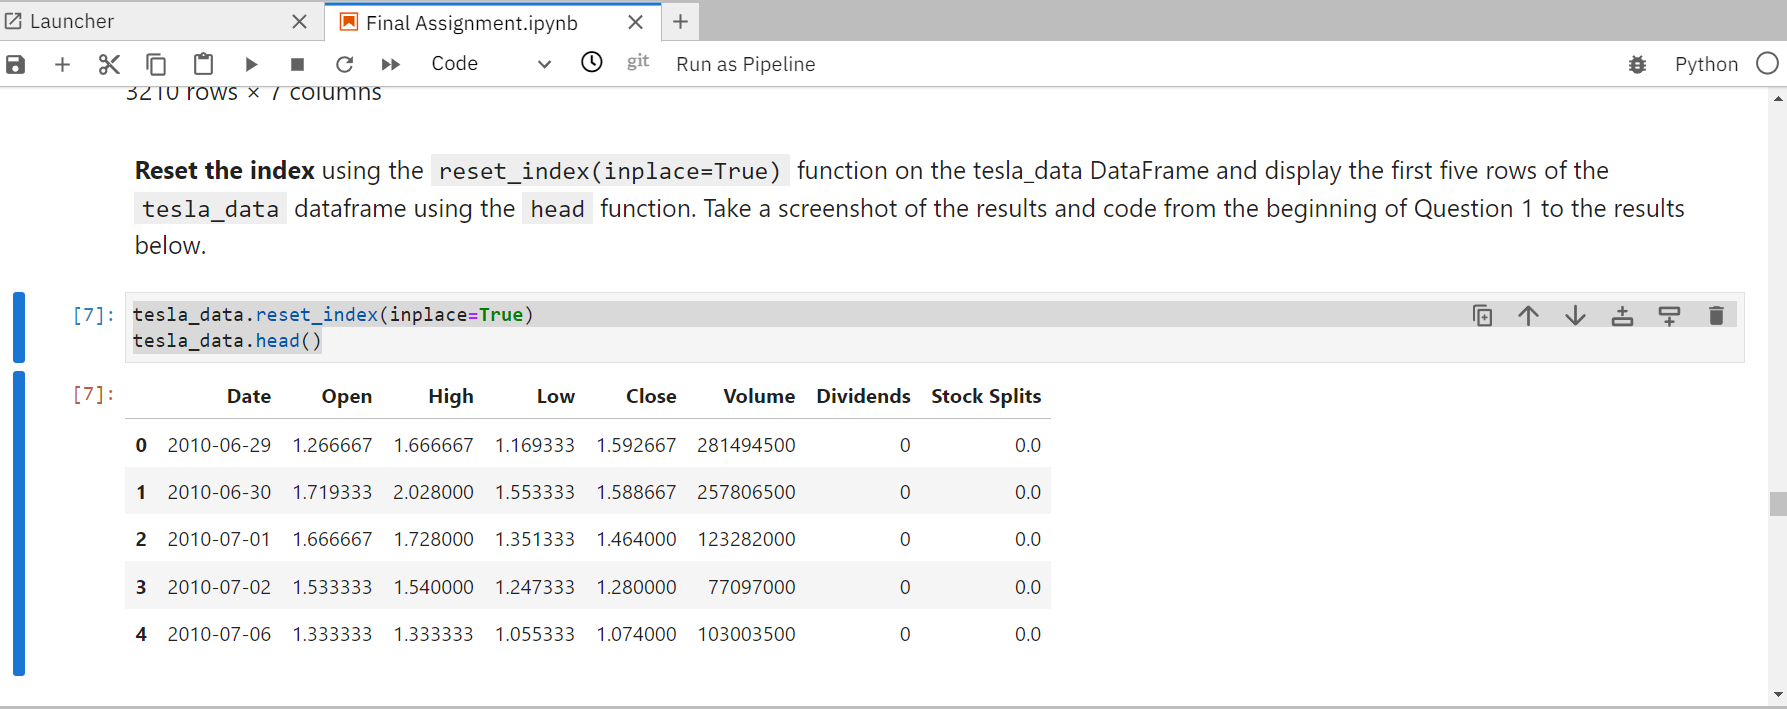 Launcher
Final Assignment.ipynb
Code
git
Run as Pipeline
Python
3210 rows × 7 columns
Reset the index using the reset_index(inplace=True) function on the tesla_data DataFrame and display the first five rows of the
tesla_data dataframe using the head function. Take a screenshot of the results and code from the beginning of Question 1 to the results
below.
[7]: tesla_data.reset_index(inplace=True)
tesla_data.head()
[7]: Date Open High Low Close Volume Dividends Stock Splits
0 2010-06-29 1.266667 1.666667 1.169333 1.592667 281494500 0 0.0
1 2010-06-30 1.719333 2.028000 1.553333 1.588667 257806500 0 0.0
2 2010-07-01 1.666667 1.728000 1.351333 1.464000 123282000 0 0.0
3 2010-07-02 1.533333 1.540000 1.247333 1.280000 77097000 0 0.0
4 2010-07-06 1.333333 1.333333 1.055333 1.074000 103003500 0 0.0